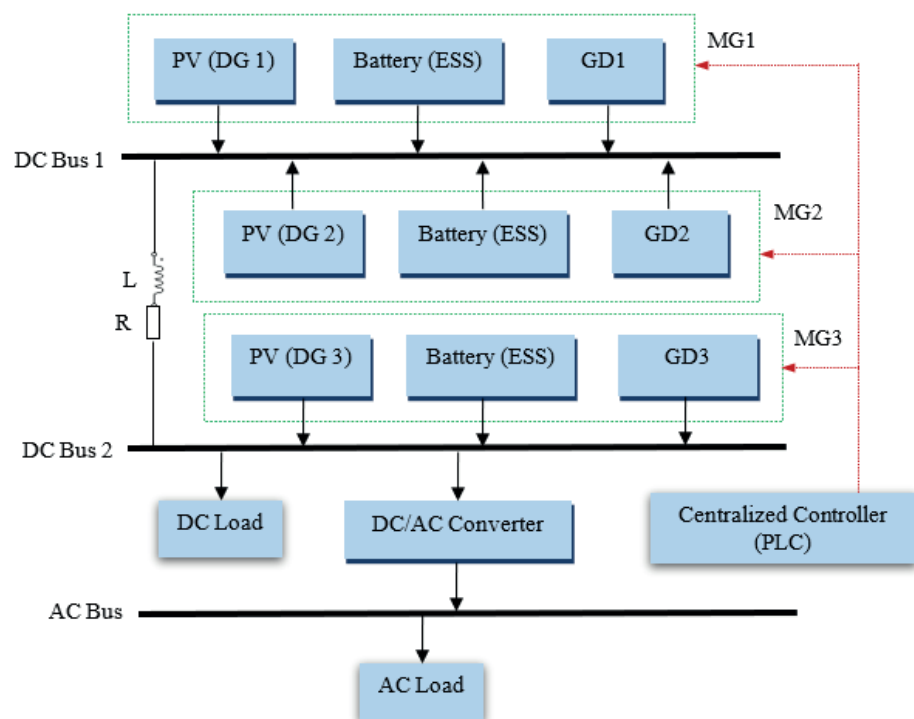 MG1
PV (DG 1)
Battery (ESS)
GD1
DC Bus 1
MG2
PV (DG 2)
Battery (ESS)
GD2
L
R
MG3
PV (DG 3)
Battery (ESS)
GD3
DC Bus 2
DC Load
DC/AC Converter
Centralized Controller
(PLC)
AC Bus
AC Load